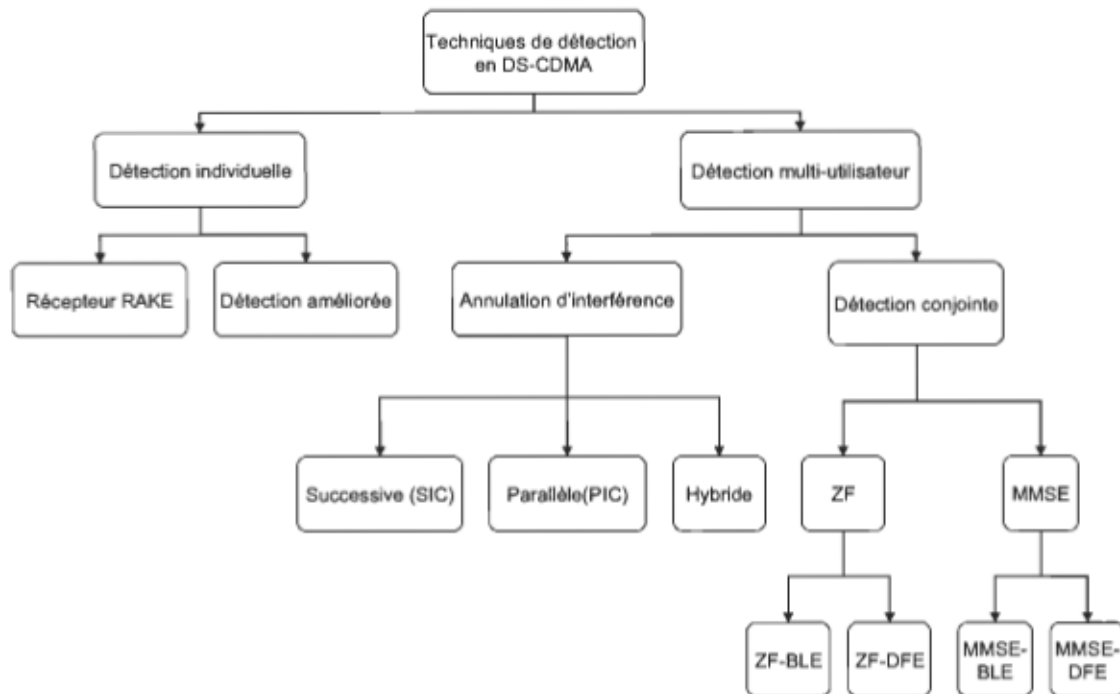 Techniques de détection
en DS-CDMA
Détection individuelle
Détection multi-utilisateur
Récepteur RAKE
Détection améliorée
Annulation d'interférence
Détection conjointe
Successive (SIC)
Parallèle(PIC)
Hybride
ZF
MMSE
ZF-BLE
ZF-DFE
MMSE-
BLE
MMSE-
DFE